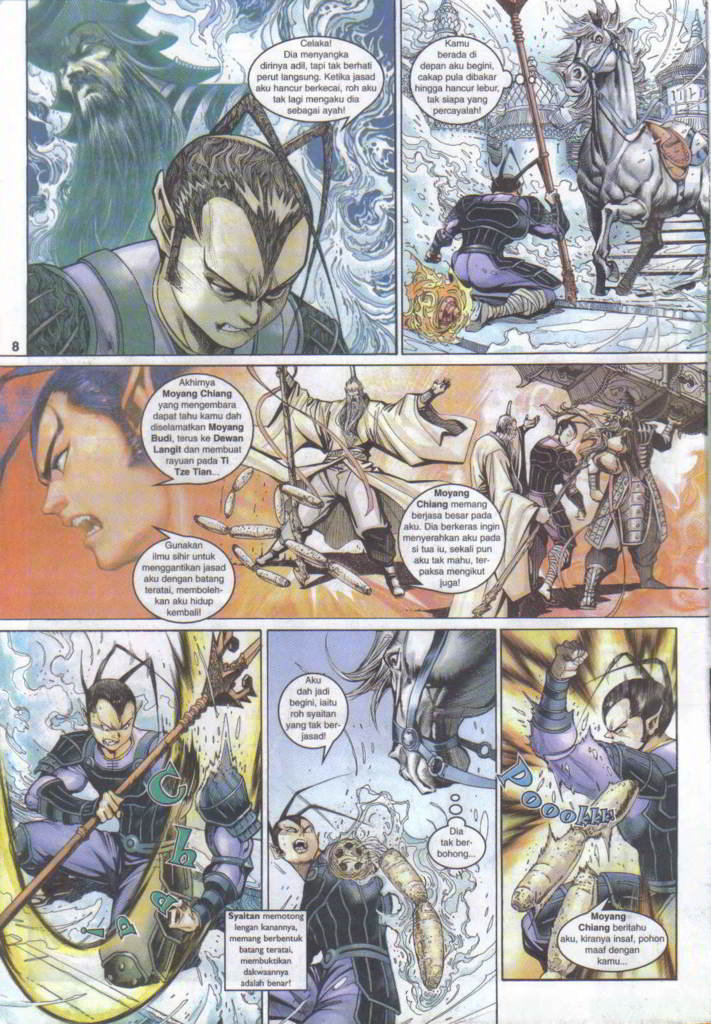 Celaka!
Dia menyangka
dirinya adil, tapi tak berhati
perut langsung. Ketika jasad
aku hancur berkecai, roh aku
tak lagi mengaku dia
sebagai ayah!
Kamu
berada di
depan aku begini,
cakap pula dibakar
hingga hancur lebur,
tak siapa yang
percayalah!
8
Akhirnya
Moyang Chiang
yang mengembara
dapat tahu kamu dah
diselamatkan Moyang
Budi, terus ke Dewan
Langit dan membuat
rayuan pada Ti
Tze Tian...
Gunakan
ilmu sihir untuk
menggantikan jasad
aku dengan batang
teratai, memboleh-
kan aku hidup
kembali!
Moyang
Chiang memang
berjasa besar pada
aku. Dia berkeras ingin
menyerahkan aku pada
si tua iu, sekali pun
aku tak mahu, ter-
paksa mengikut
juga!
Chapi
Syaitan memotong
lengan kanannya,
memang berbentuk
batang teratai,
membuktikan
dakwaannya
adalah benar!
Aku
dah jadi
begini, iaitu
roh syaitan
yang tak ber-
jasad!
Dia
tak ber-
bohong...
Poookkk
Moyang
Chiang beritahu
aku, kiranya insaf, pohon
maaf dengan
kamu...